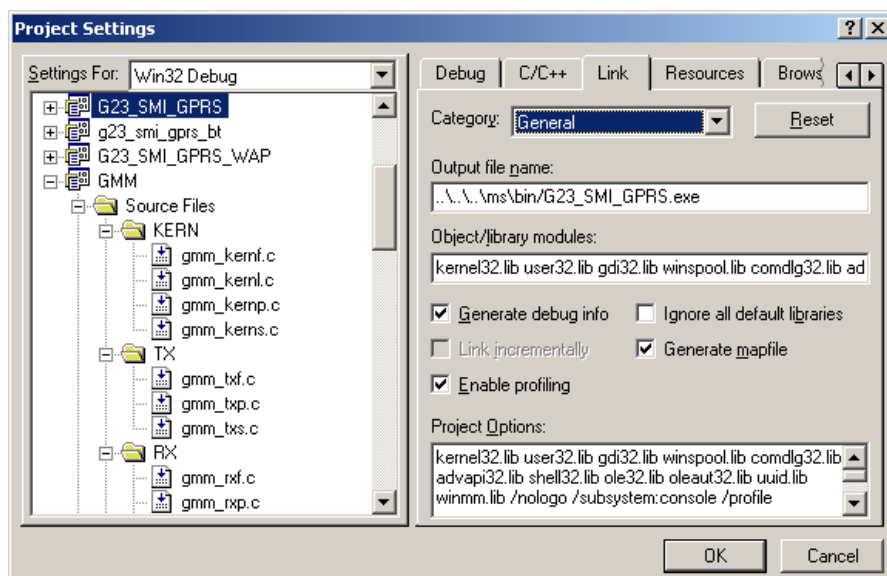 Project Settings
Settings For: Win32 Debug
G23_SMI_GPRS
g23_smi_gprs_bt
G23_SMI_GPRS_WAP
GMM
Source Files
KERN
gmm_kernf.c
gmm_kernl.c
gmm_kernp.c
gmm_kerns.c
TX
gmm_txf.c
gmm_txp.c
gmm_txs.c
RX
gmm_rxf.c
gmm_rxp.c
Debug C/C++ Link Resources Brows
Category: General Reset
Output file name:
..\..\..\ms\bin/G23_SMI_GPRS.exe
Object/library modules:
kernel32.lib user32.lib gdi32.lib winspool.lib comdlg32.lib ad
Generate debug info Ignore all default libraries
Link incrementally Generate mapfile
Enable profiling
Project Options:
kernel32.lib user32.lib gdi32.lib winspool.lib comdlg32.lib
advapi32.lib shell32.lib ole32.lib oleaut32.lib uuid.lib
winmm.lib /nologo /subsystem:console /profile
OK Cancel